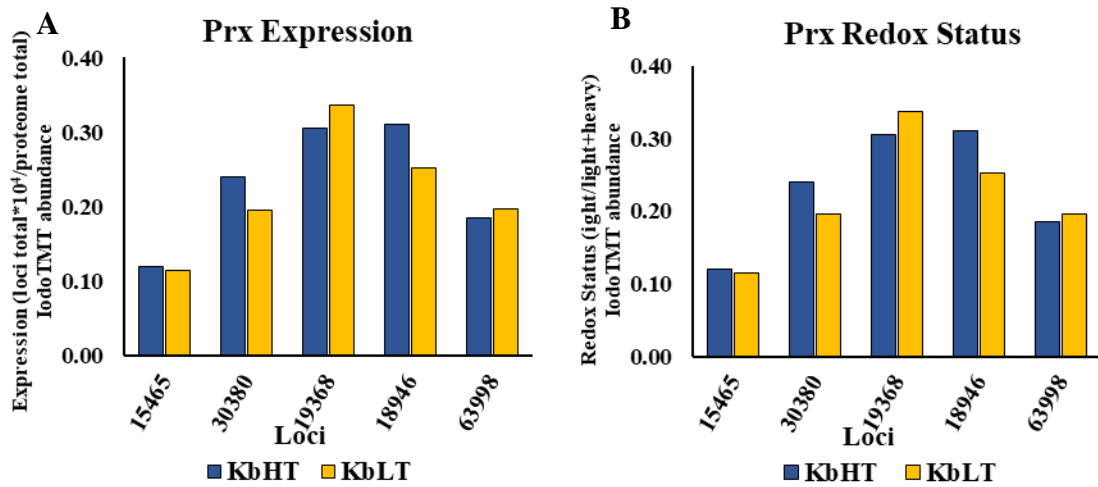 A
Prx Expression
Expression (loci total*10⁴/proteome total)
IodoTMT abundance
0.40
0.30
0.20
0.10
0.00
15465
30380
19368
18946
63998
Loci
KbHT
KbLT
B
Prx Redox Status
Redox Status (ight/light+heavy)
IodoTMT abundance
0.40
0.30
0.20
0.10
0.00
15465
30380
19368
18946
63998
Loci
KbHT
KbLT